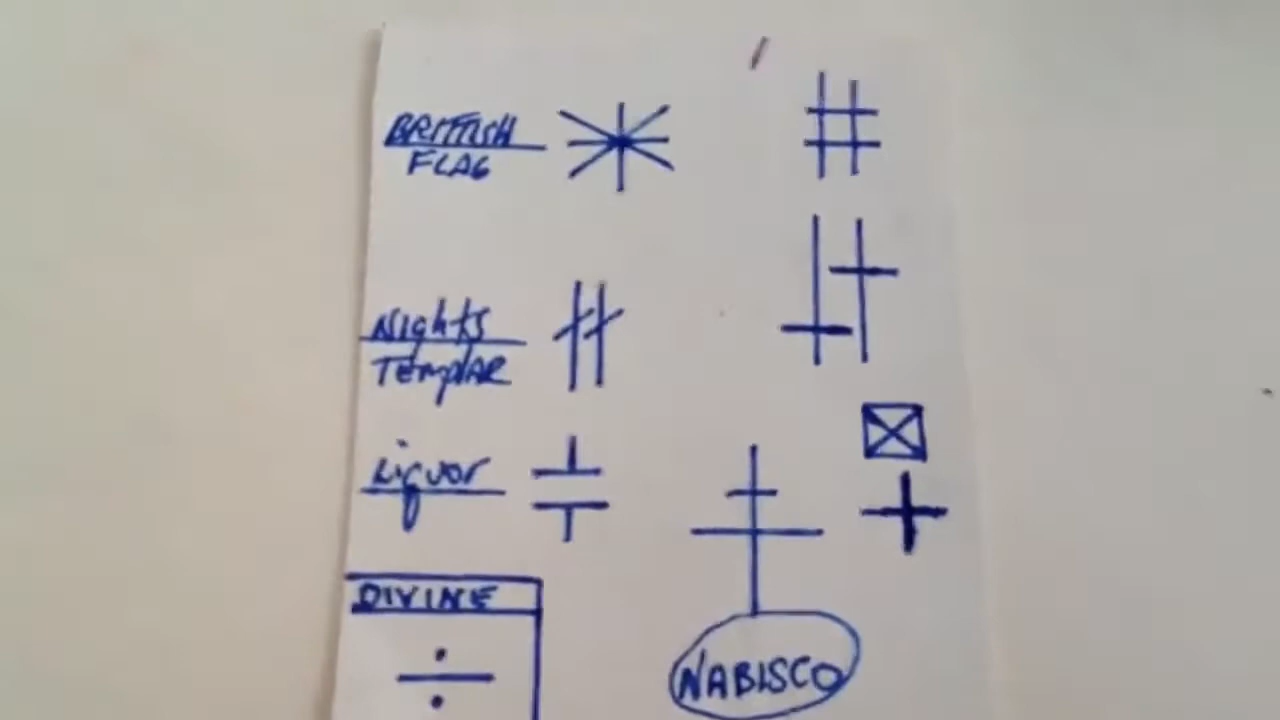 BRITISH
FLAG
#
Nights
TEMPLAR
Liquor
DIVINE
÷
NABISCO